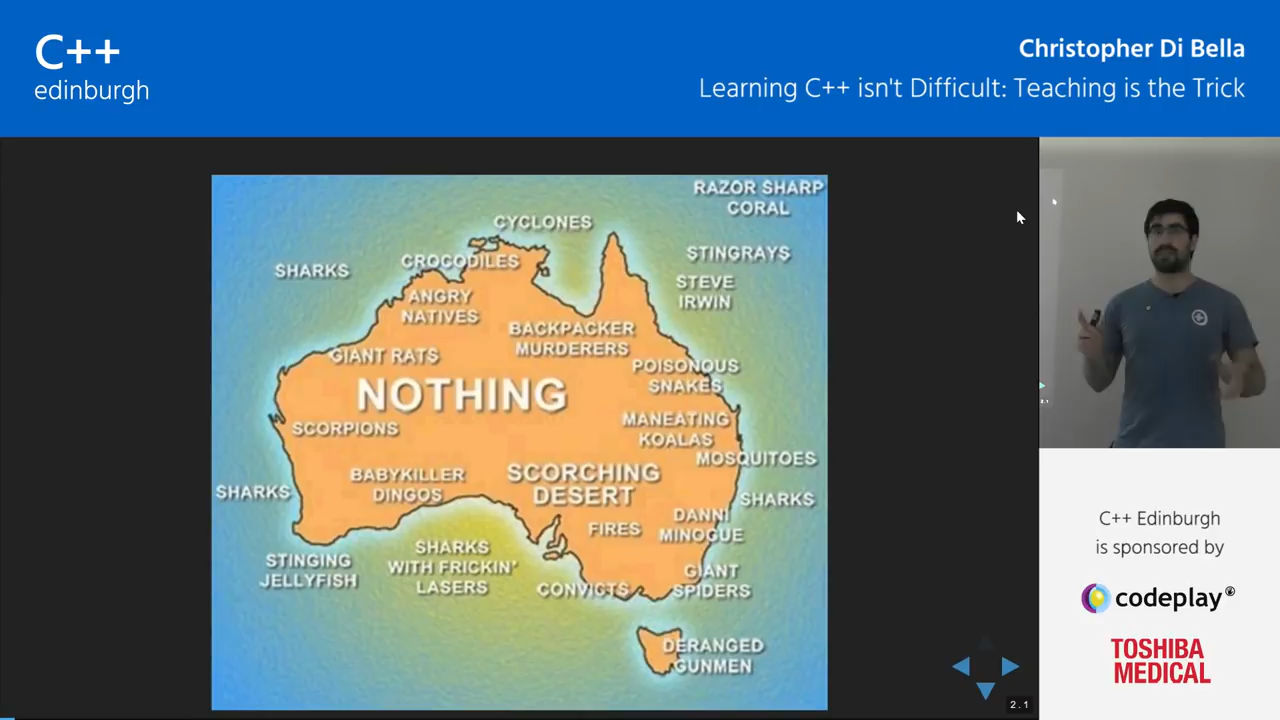 C++
edinburgh
Christopher Di Bella
Learning C++ isn't Difficult: Teaching is the Trick
RAZOR SHARP
CORAL
CYCLONES
STINGRAYS
CROCODILES
SHARKS
STEVE
IRWIN
ANGRY
NATIVES
BACKPACKER
MURDERERS
GIANT RATS
POISONOUS
SNAKES
NOTHING
MANEATING
KOALAS
SCORPIONS
MOSQUITOES
BABYKILLER
DINGOS
SCORCHING
DESERT
SHARKS
SHARKS
DANNI
MINOGUE
FIRES
STINGING
JELLYFISH
SHARKS
WITH FRICKIN'
LASERS
CONVICTS
GIANT
SPIDERS
DERANGED
GUNMEN
2.1
2.1
C++ Edinburgh
is sponsored by
codeplay®
TOSHIBA
MEDICAL